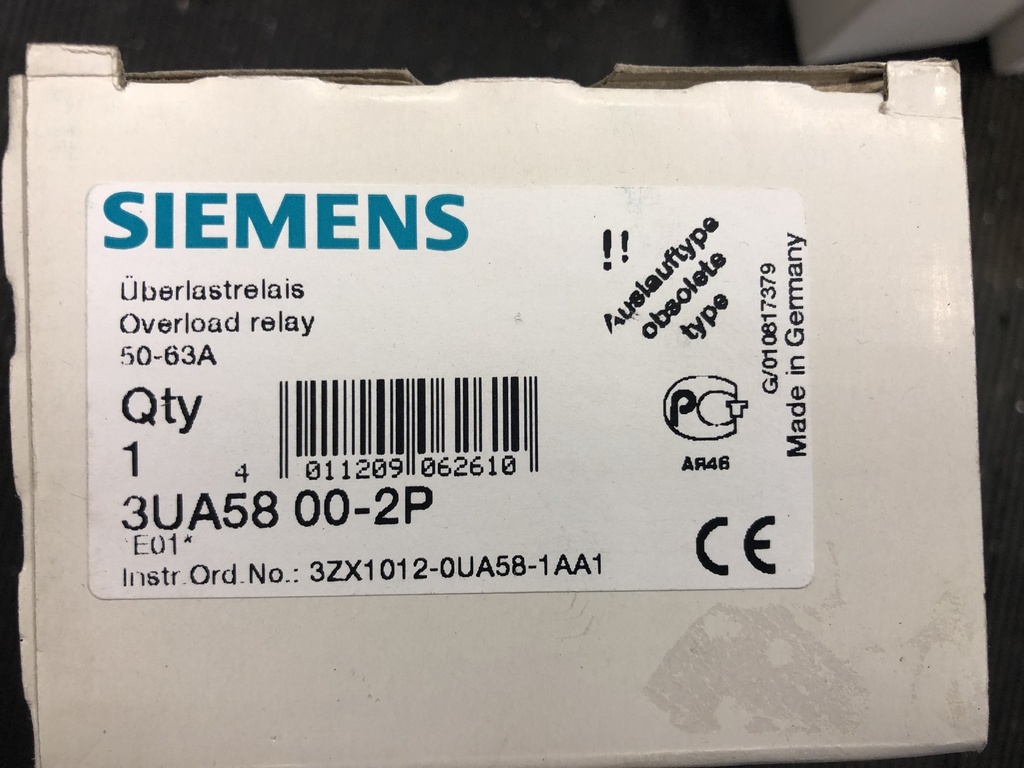 SIEMENS
Überlastrelais
Overload relay
50-63A
Qty
1
4 011209 062610
3UA58 00-2P
*E01*
Instr.Ord.No.: 3ZX1012-0UA58-1AA1
!!
Auslauftype
obsolete
type
PC
АЯ46
CE
G/010817379
Made in Germany